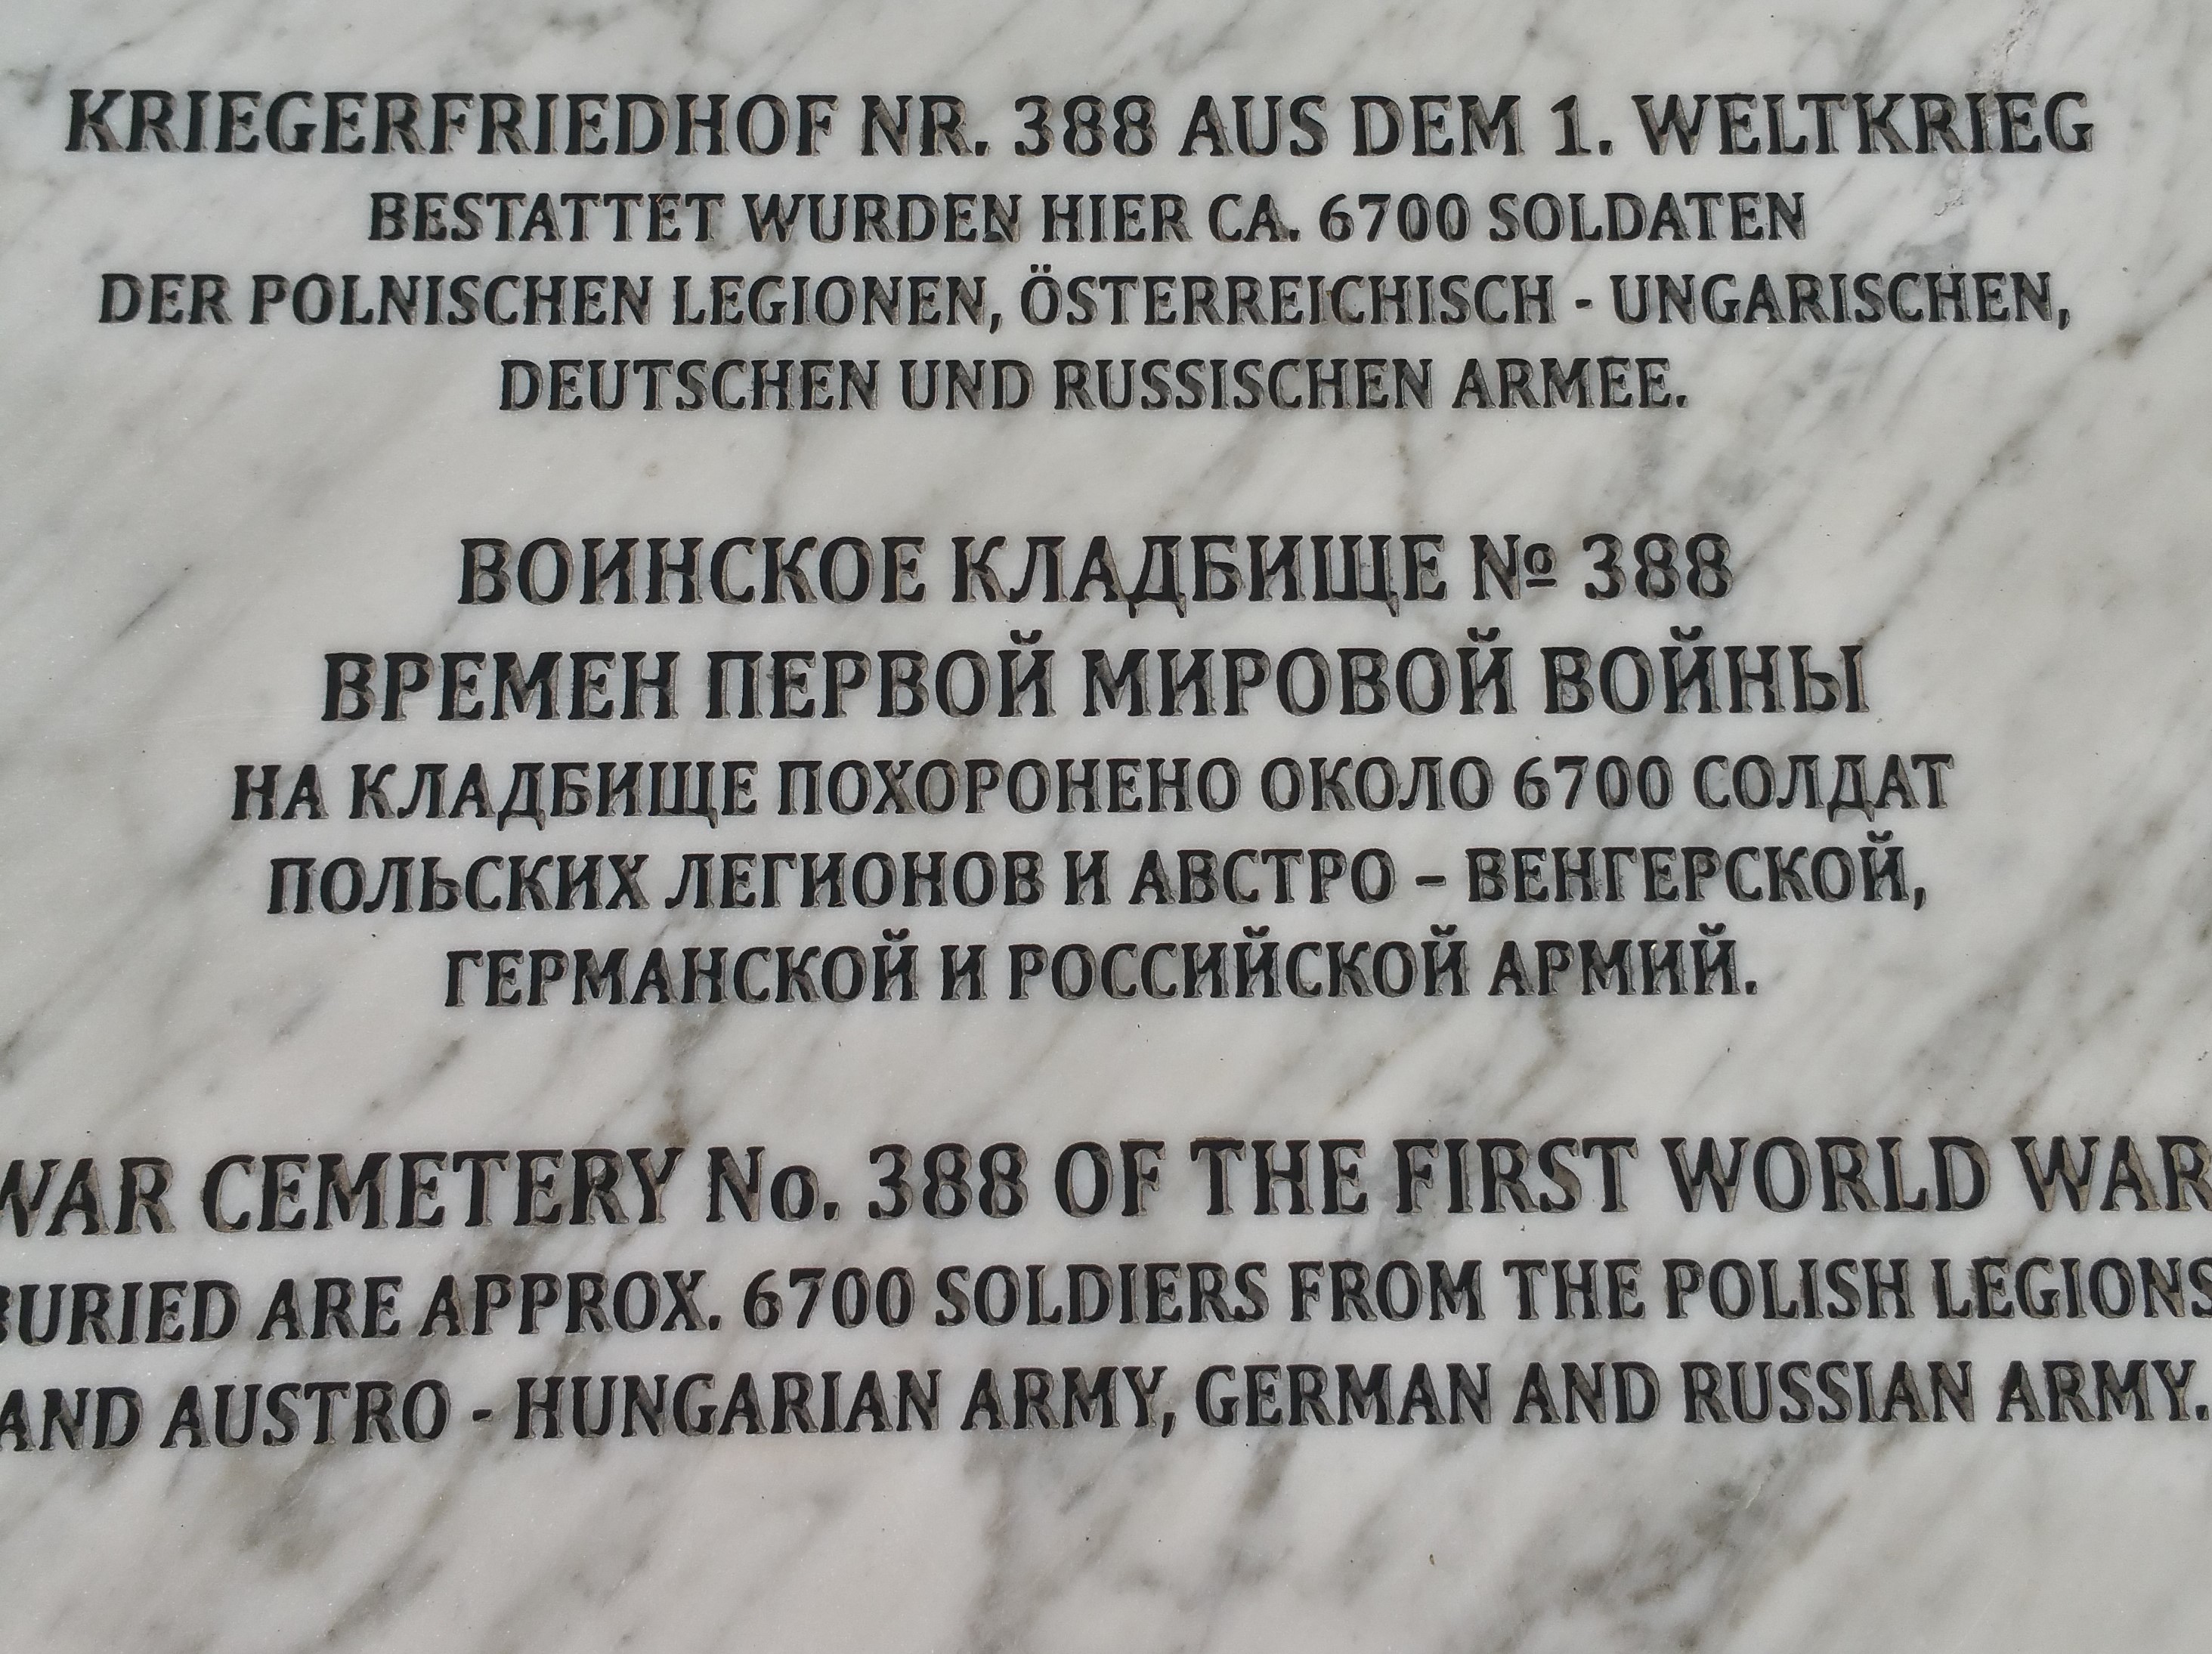 KRIEGERFRIEDHOF NR. 388 AUS DEM 1. WELTKRIEG
BESTATTET WURDEN HIER CA. 6700 SOLDATEN
DER POLNISCHEN LEGIONEN, ÖSTERREICHISCH - UNGARISCHEN,
DEUTSCHEN UND RUSSISCHEN ARMEE.
ВОИНСКОЕ КЛАДБИЩЕ № 388
ВРЕМЕН ПЕРВОЙ МИРОВОЙ ВОЙНЫ
НА КЛАДБИЩЕ ПОХОРОНЕНО ОКОЛО 6700 СОЛДАТ
ПОЛЬСКИХ ЛЕГИОНОВ И АВСТРО – ВЕНГЕРСКОЙ,
ГЕРМАНСКОЙ И РОССИЙСКОЙ АРМИЙ.
WAR CEMETERY No. 388 OF THE FIRST WORLD WAR
BURIED ARE APPROX. 6700 SOLDIERS FROM THE POLISH LEGIONS
AND AUSTRO - HUNGARIAN ARMY, GERMAN AND RUSSIAN ARMY.